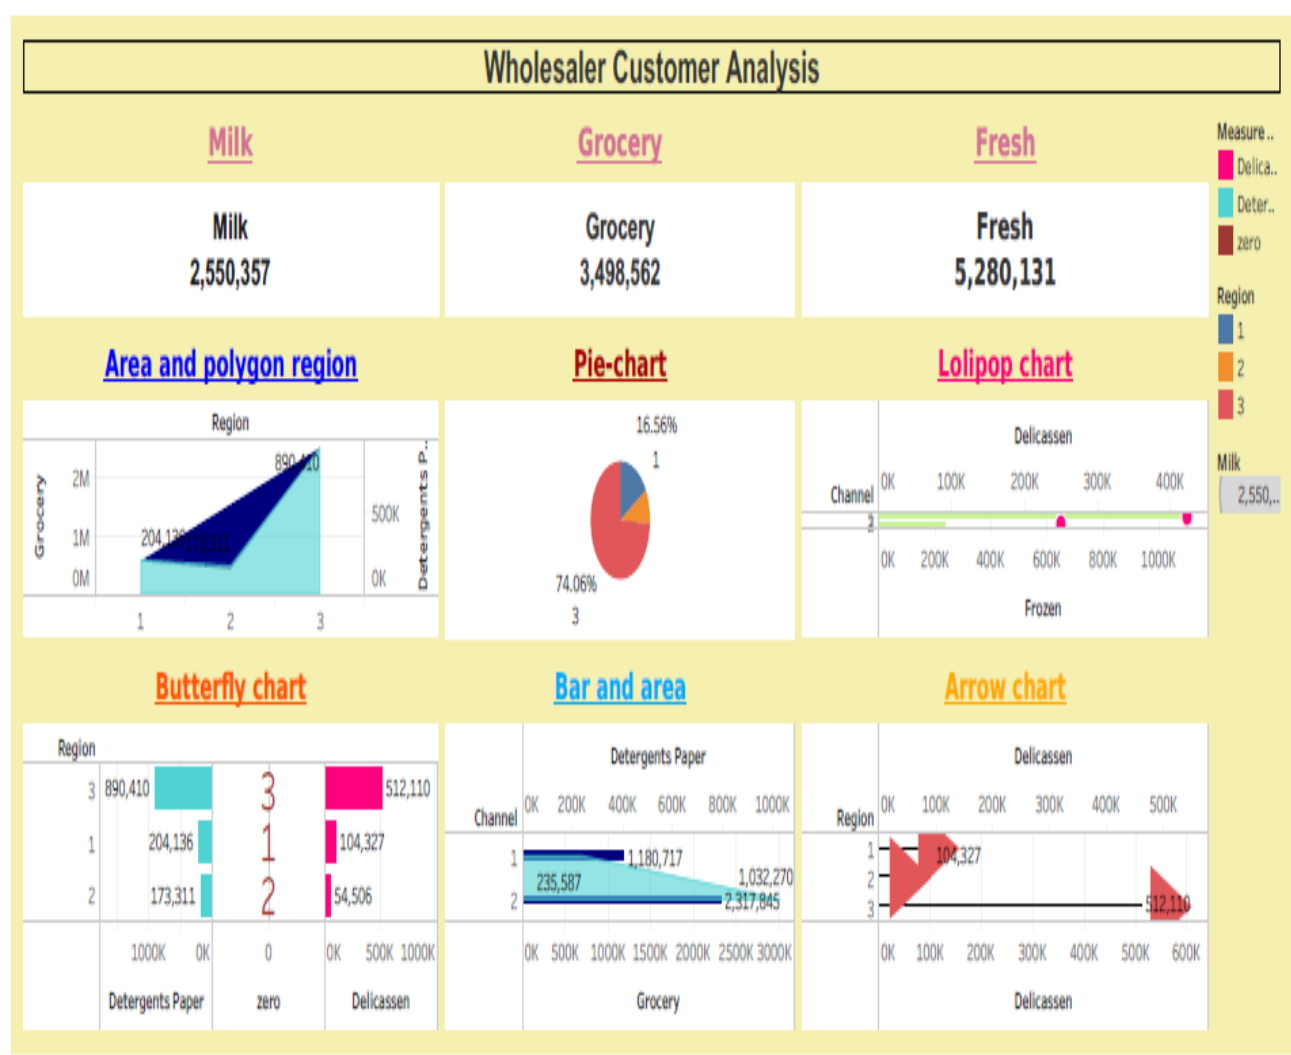 Wholesaler Customer Analysis
Milk
Grocery
Fresh
Milk
2,550,357
Grocery
3,498,562
Fresh
5,280,131
Measure ..
Delica..
Deter..
zero
Region
1
2
3
Milk
2,550,..
Area and polygon region
Pie-chart
Lolipop chart
Region
Grocery
2M
1M
0M
890,410
204,136
173,311
500K
0K
Detergents P..
1 2 3
16.56%
1
74.06%
3
Delicassen
Channel
0K 100K 200K 300K 400K
0K 200K 400K 600K 800K 1000K
Frozen
Butterfly chart
Bar and area
Arrow chart
Region
3 890,410 3 512,110
1 204,136 1 104,327
2 173,311 2 54,506
1000K 0K 0 0K 500K 1000K
Detergents Paper zero Delicassen
Detergents Paper
Channel
0K 200K 400K 600K 800K 1000K
1 1,180,717
235,587 1,032,270
2 2,317,845
0K 500K 1000K 1500K 2000K 2500K 3000K
Grocery
Delicassen
Region
0K 100K 200K 300K 400K 500K
1 104,327
2
3 512,110
0K 100K 200K 300K 400K 500K 600K
Delicassen